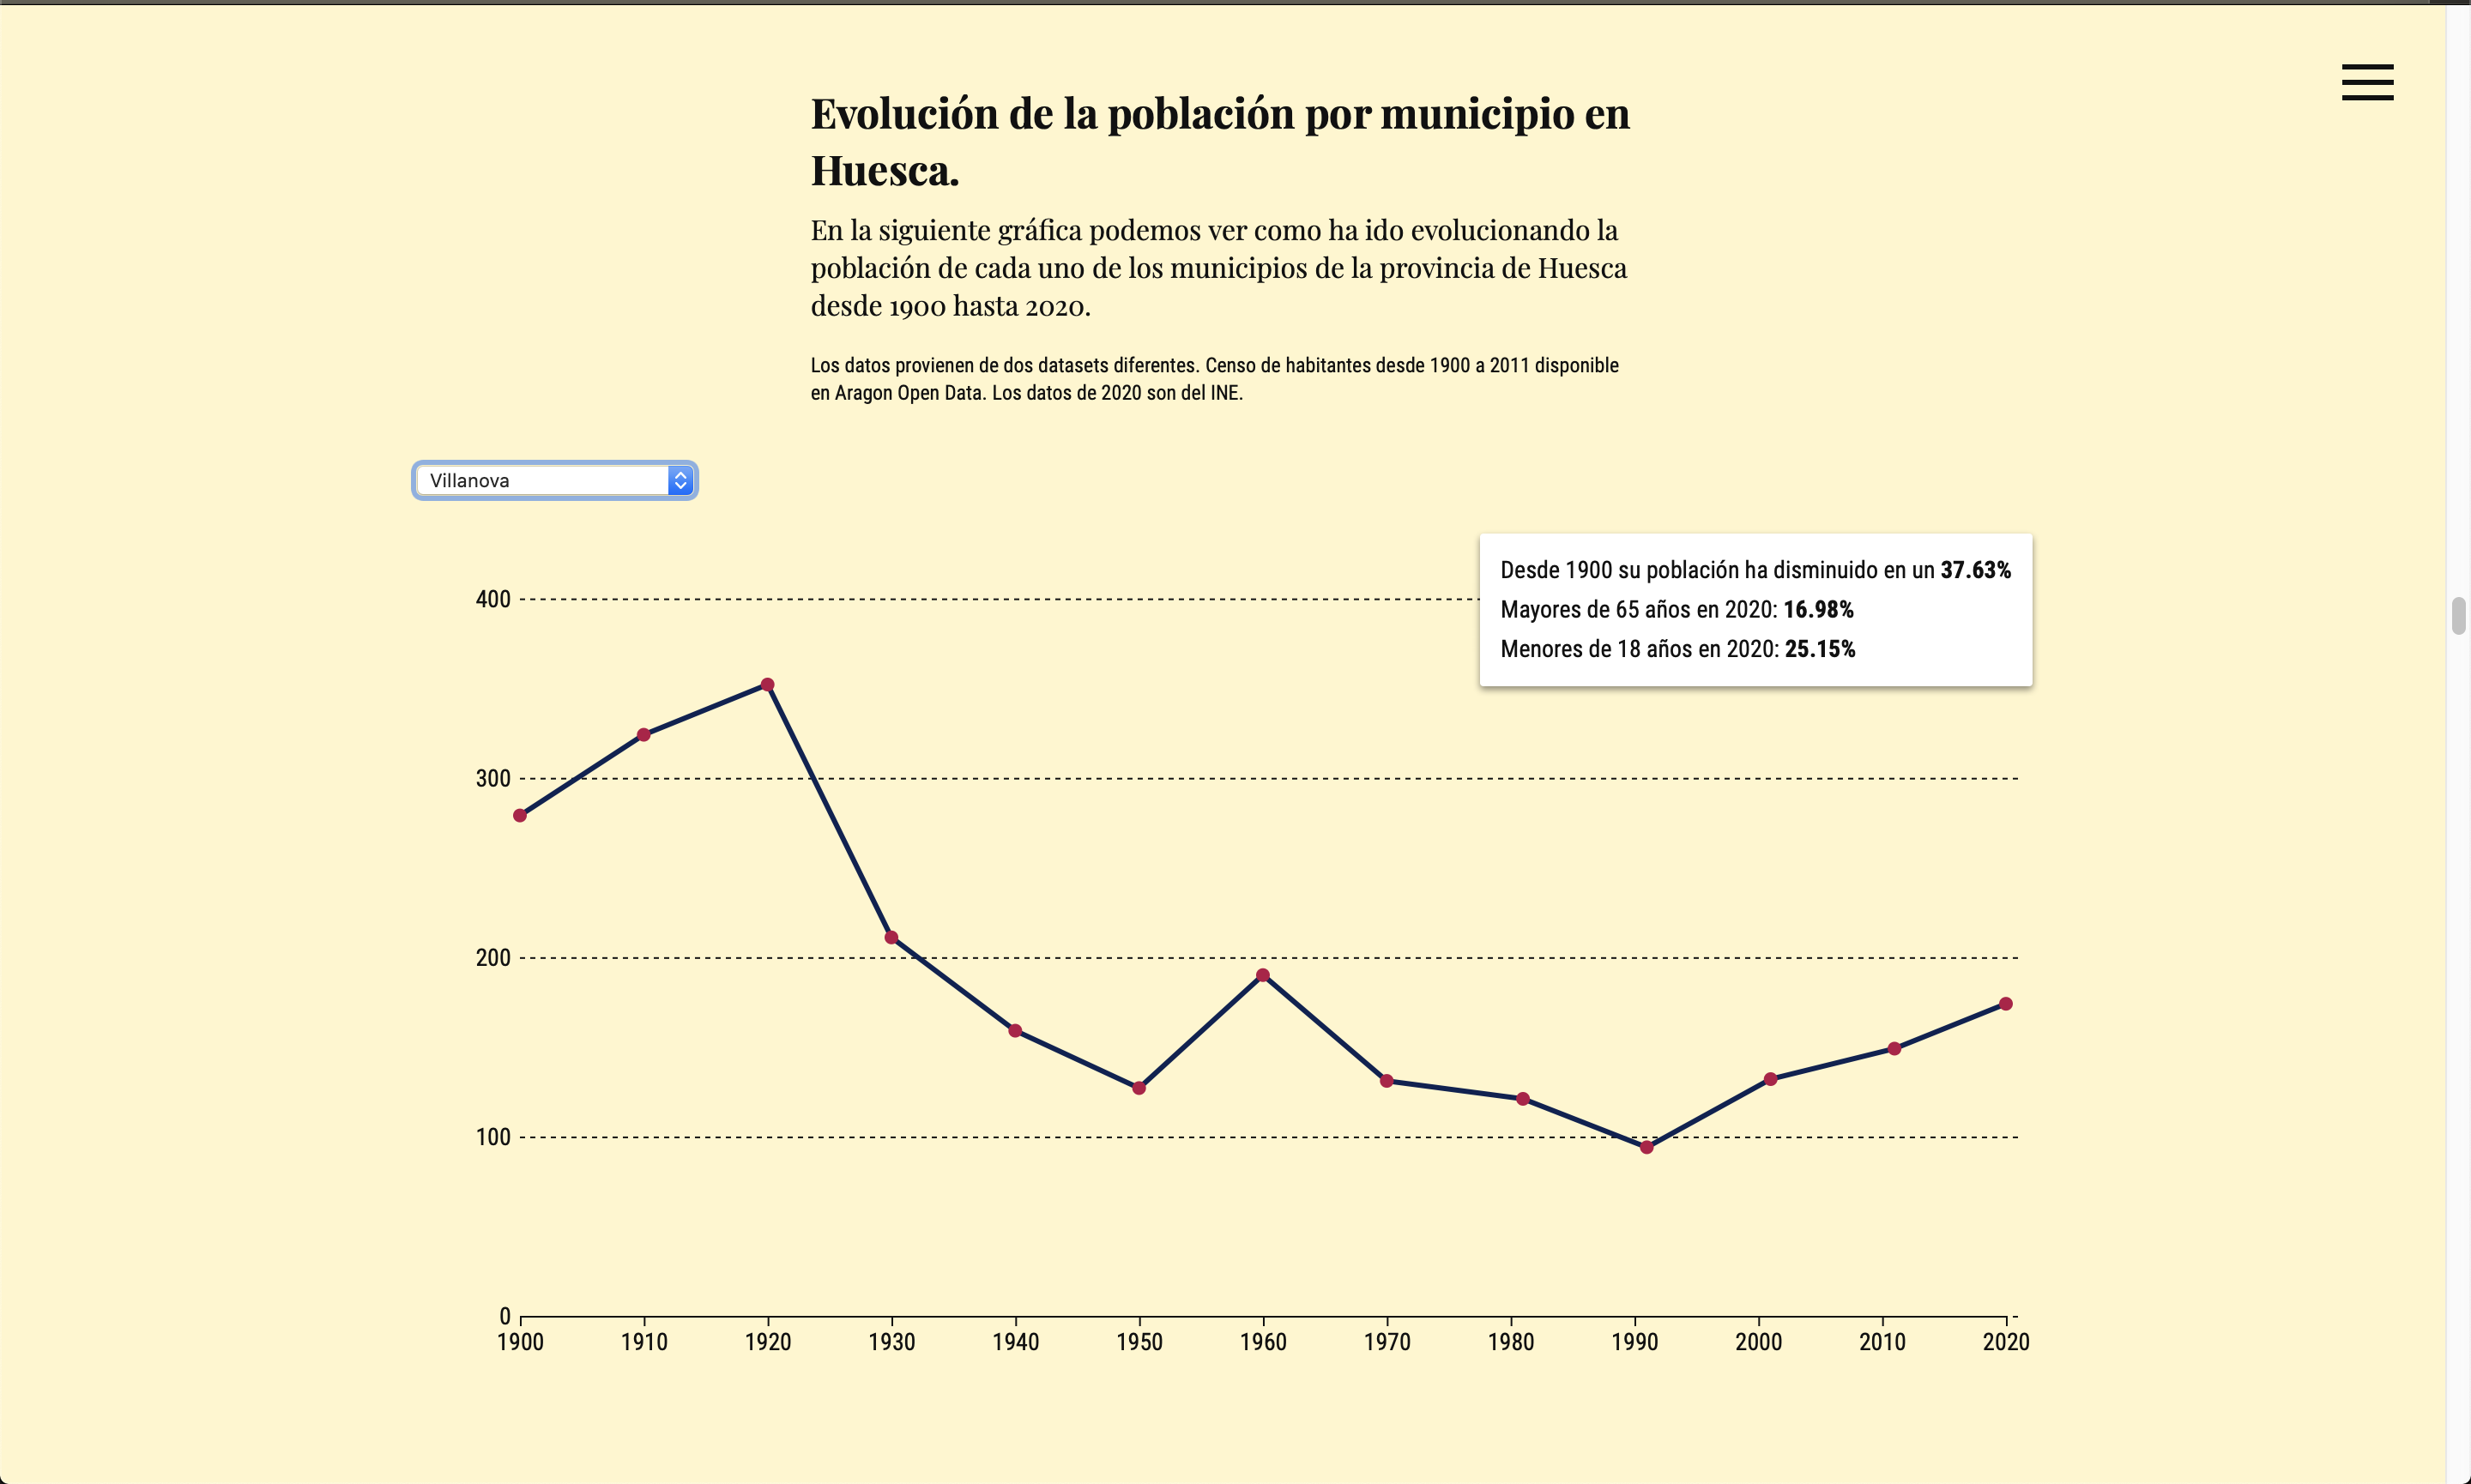 Evolución de la población por municipio en
Huesca.
En la siguiente gráfica podemos ver como ha ido evolucionando la
población de cada uno de los municipios de la provincia de Huesca
desde 1900 hasta 2020.
Los datos provienen de dos datasets diferentes. Censo de habitantes desde 1900 a 2011 disponible
en Aragon Open Data. Los datos de 2020 son del INE.
Villanova
Desde 1900 su población ha disminuido en un 37.63%
Mayores de 65 años en 2020: 16.98%
Menores de 18 años en 2020: 25.15%
400
300
200
100
0
1900 1910 1920 1930 1940 1950 1960 1970 1980 1990 2000 2010 2020